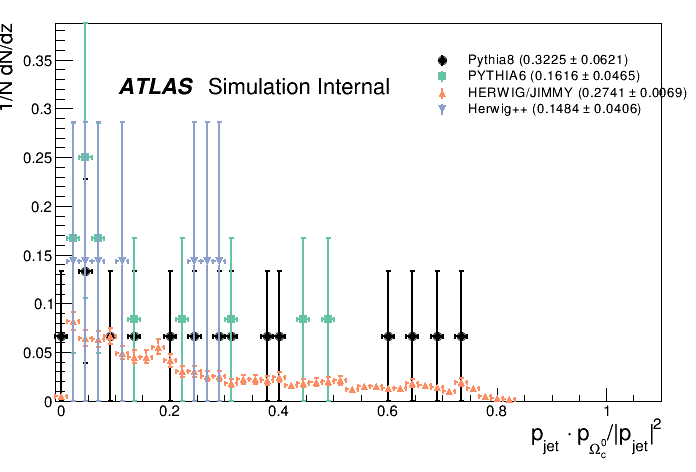 1/N dN/dz
0.35
0.3
0.25
0.2
0.15
0.1
0.05
0
ATLAS Simulation Internal
Pythia8 (0.3225 ± 0.0621)
PYTHIA6 (0.1616 ± 0.0465)
HERWIG/JIMMY (0.2741 ± 0.0069)
Herwig++ (0.1484 ± 0.0406)
0 0.2 0.4 0.6 0.8 1
p_jet · p_Ω_c^0/|p_jet|^2